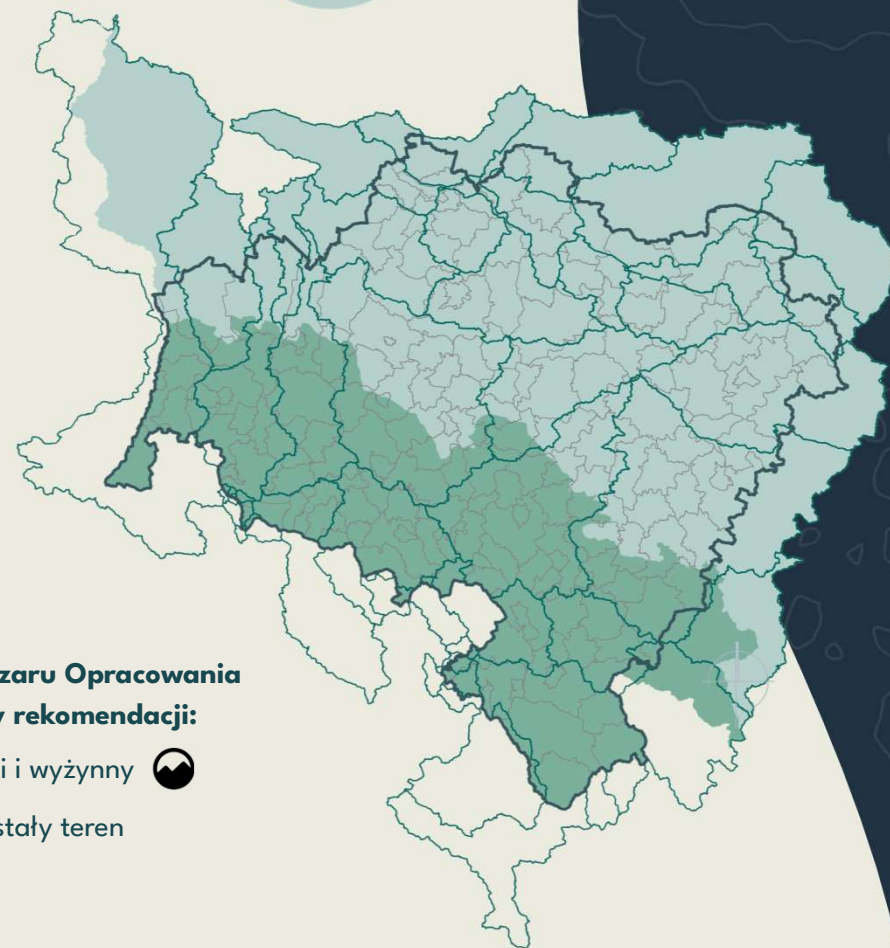 zaru Opracowania
y rekomendacji:
i i wyżynny
stały teren